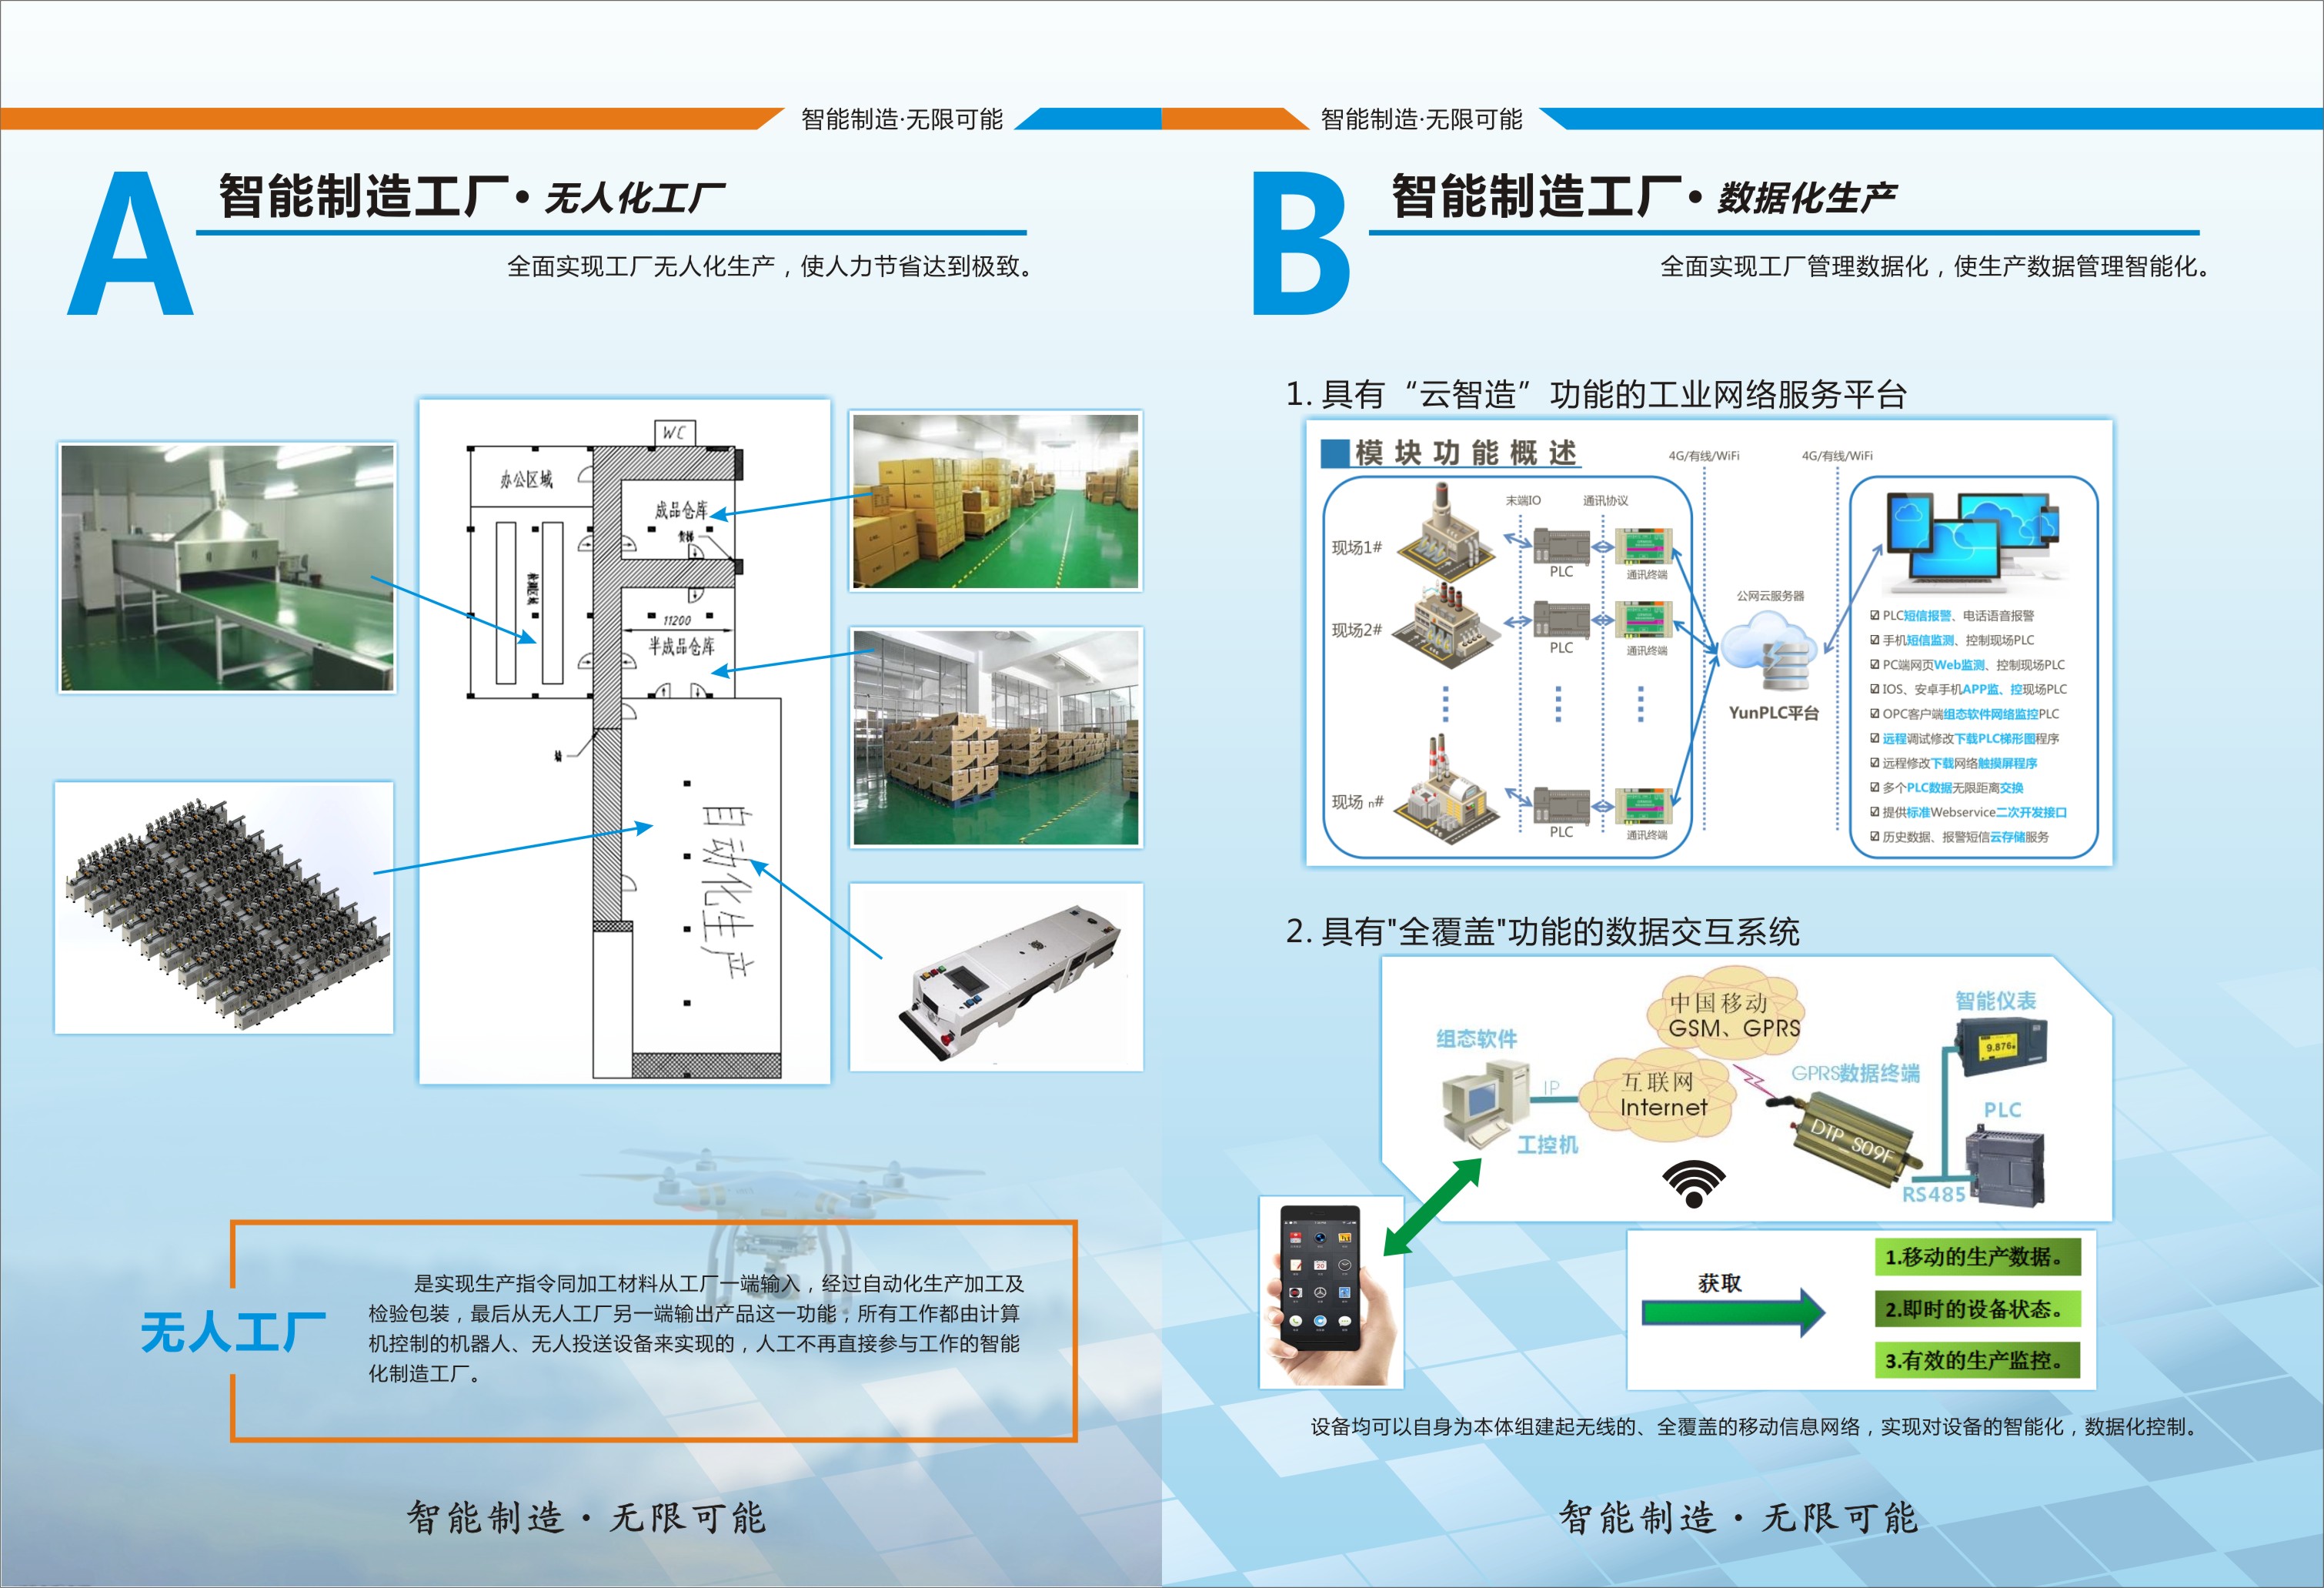 智能制造·无限可能
智能制造·无限可能
A
智能制造工厂·无人化工厂
全面实现工厂无人化生产，使人力节省达到极致。
WC
办公区域
成品仓库
货梯
检测区域
11200
半成品仓库
墙
自动化生产
无人工厂
是实现生产指令同加工材料从工厂一端输入，经过自动化生产加工及
检验包装，最后从无人工厂另一端输出产品这一功能；所有工作都由计算
机控制的机器人、无人投送设备来实现的，人工不再直接参与工作的智能
化制造工厂。
智能制造·无限可能
B
智能制造工厂·数据化生产
全面实现工厂管理数据化，使生产数据管理智能化。
1. 具有“云智造”功能的工业网络服务平台
模块功能概述
4G/有线/WiFi
4G/有线/WiFi
末端IO
通讯协议
现场1#
PLC
通讯终端
现场2#
PLC
通讯终端
现场 n#
PLC
通讯终端
公网云服务器
YunPLC平台
☑ PLC短信报警、电话语音报警
☑ 手机短信监测、控制现场PLC
☑ PC端网页Web监测、控制现场PLC
☑ IOS、安卓手机APP监、控现场PLC
☑ OPC客户端组态软件网络监控PLC
☑ 远程调试修改下载PLC梯形图程序
☑ 远程修改下载网络触摸屏程序
☑ 多个PLC数据无限距离交换
☑ 提供标准Webservice二次开发接口
☑ 历史数据、报警短信云存储服务
2. 具有"全覆盖"功能的数据交互系统
中国移动
GSM、GPRS
组态软件
IP
互联网
Internet
工控机
GPRS数据终端
DTP_S09F
智能仪表
9.876
PLC
RS485
获取
1.移动的生产数据。
2.即时的设备状态。
3.有效的生产监控。
设备均可以自身为本体组建起无线的、全覆盖的移动信息网络，实现对设备的智能化，数据化控制。
智能制造·无限可能